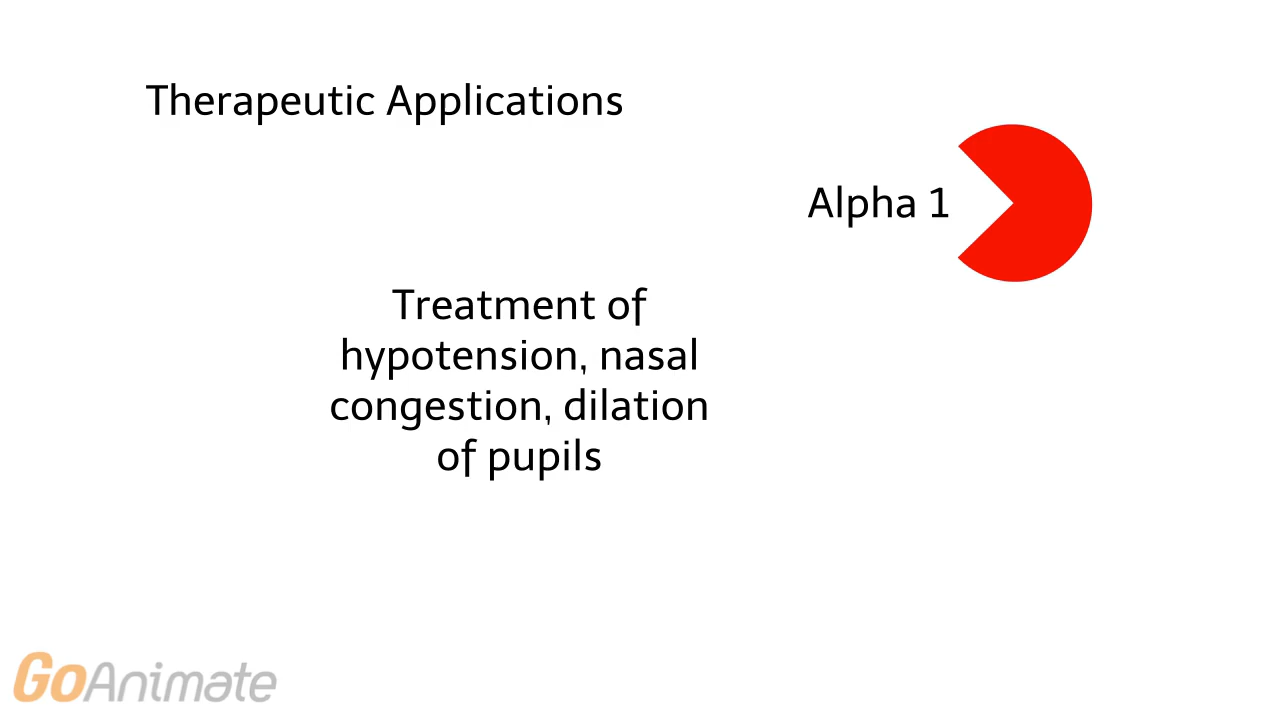 Therapeutic Applications
Alpha 1
Treatment of
hypotension, nasal
congestion, dilation
of pupils
GoAnimate